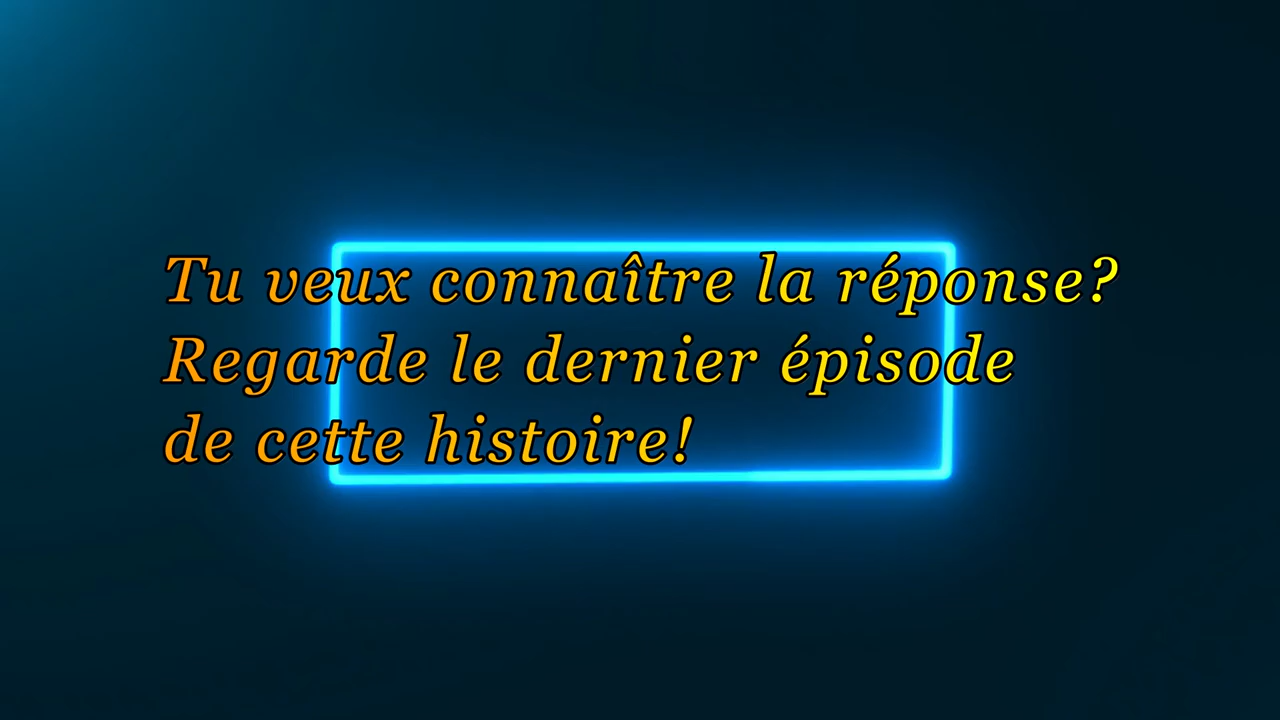 Tu veux connaître la réponse?
Regarde le dernier épisode
de cette histoire!